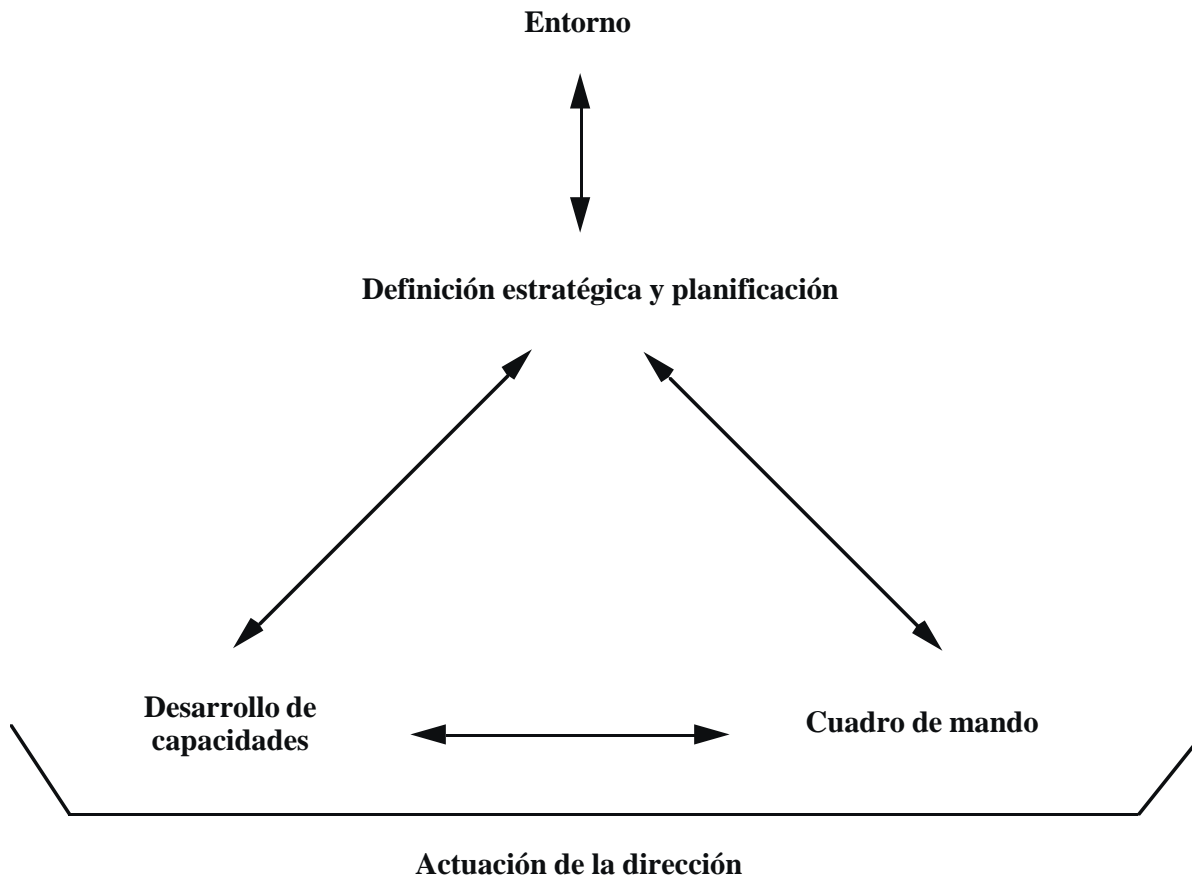 Entorno
Definición estratégica y planificación
Desarrollo de
capacidades
Cuadro de mando
Actuación de la dirección